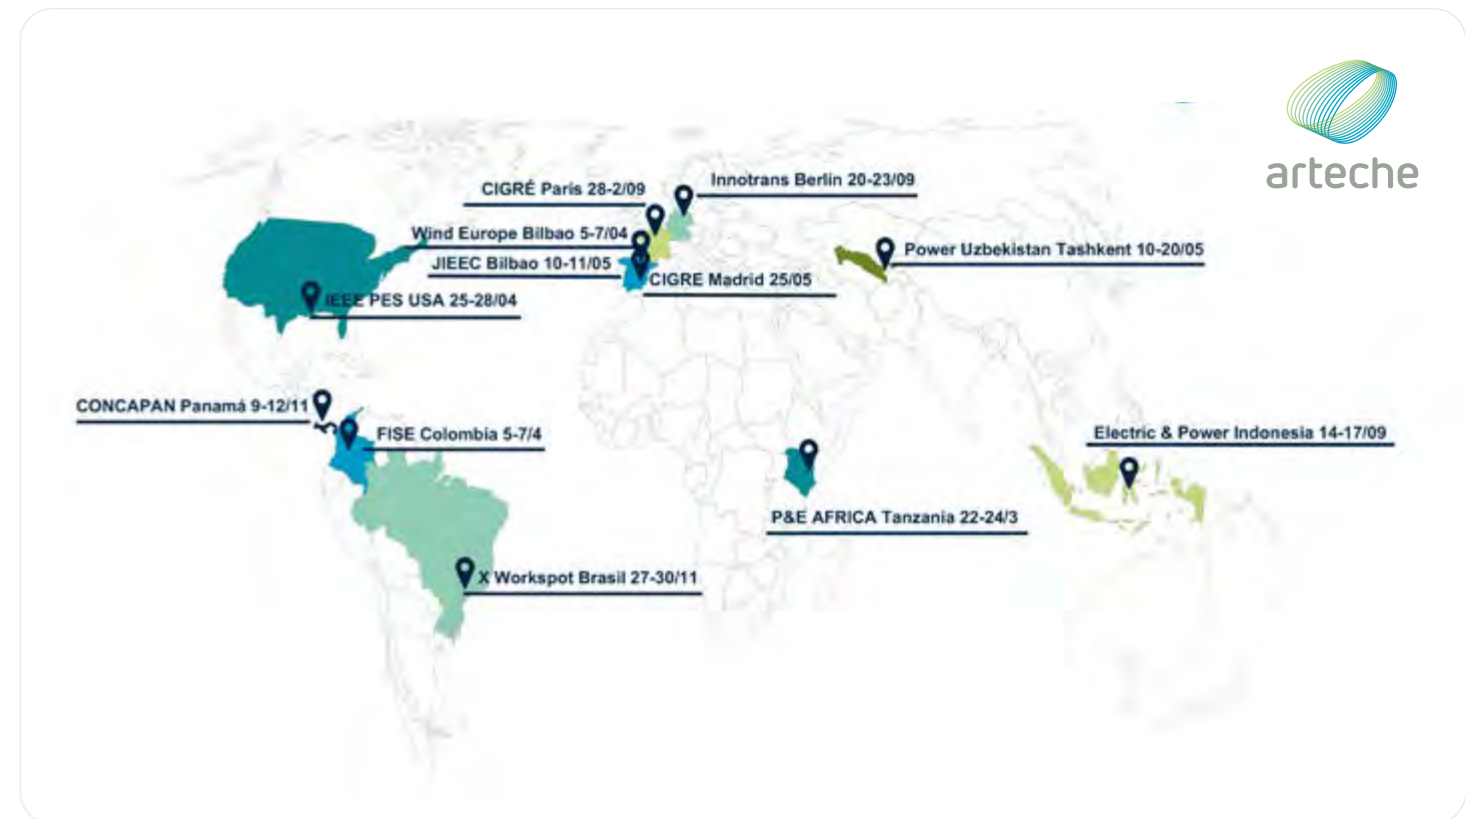 arteche
CIGRÉ Paris 28-2/09
Innotrans Berlin 20-23/09
Wind Europe Bilbao 5-7/04
JIEEC Bilbao 10-11/05
CIGRE Madrid 25/05
Power Uzbekistan Tashkent 10-20/05
IEEE PES USA 25-28/04
CONCAPAN Panamá 9-12/11
FISE Colombia 5-7/4
Electric & Power Indonesia 14-17/09
P&E AFRICA Tanzania 22-24/3
X Workspot Brasil 27-30/11